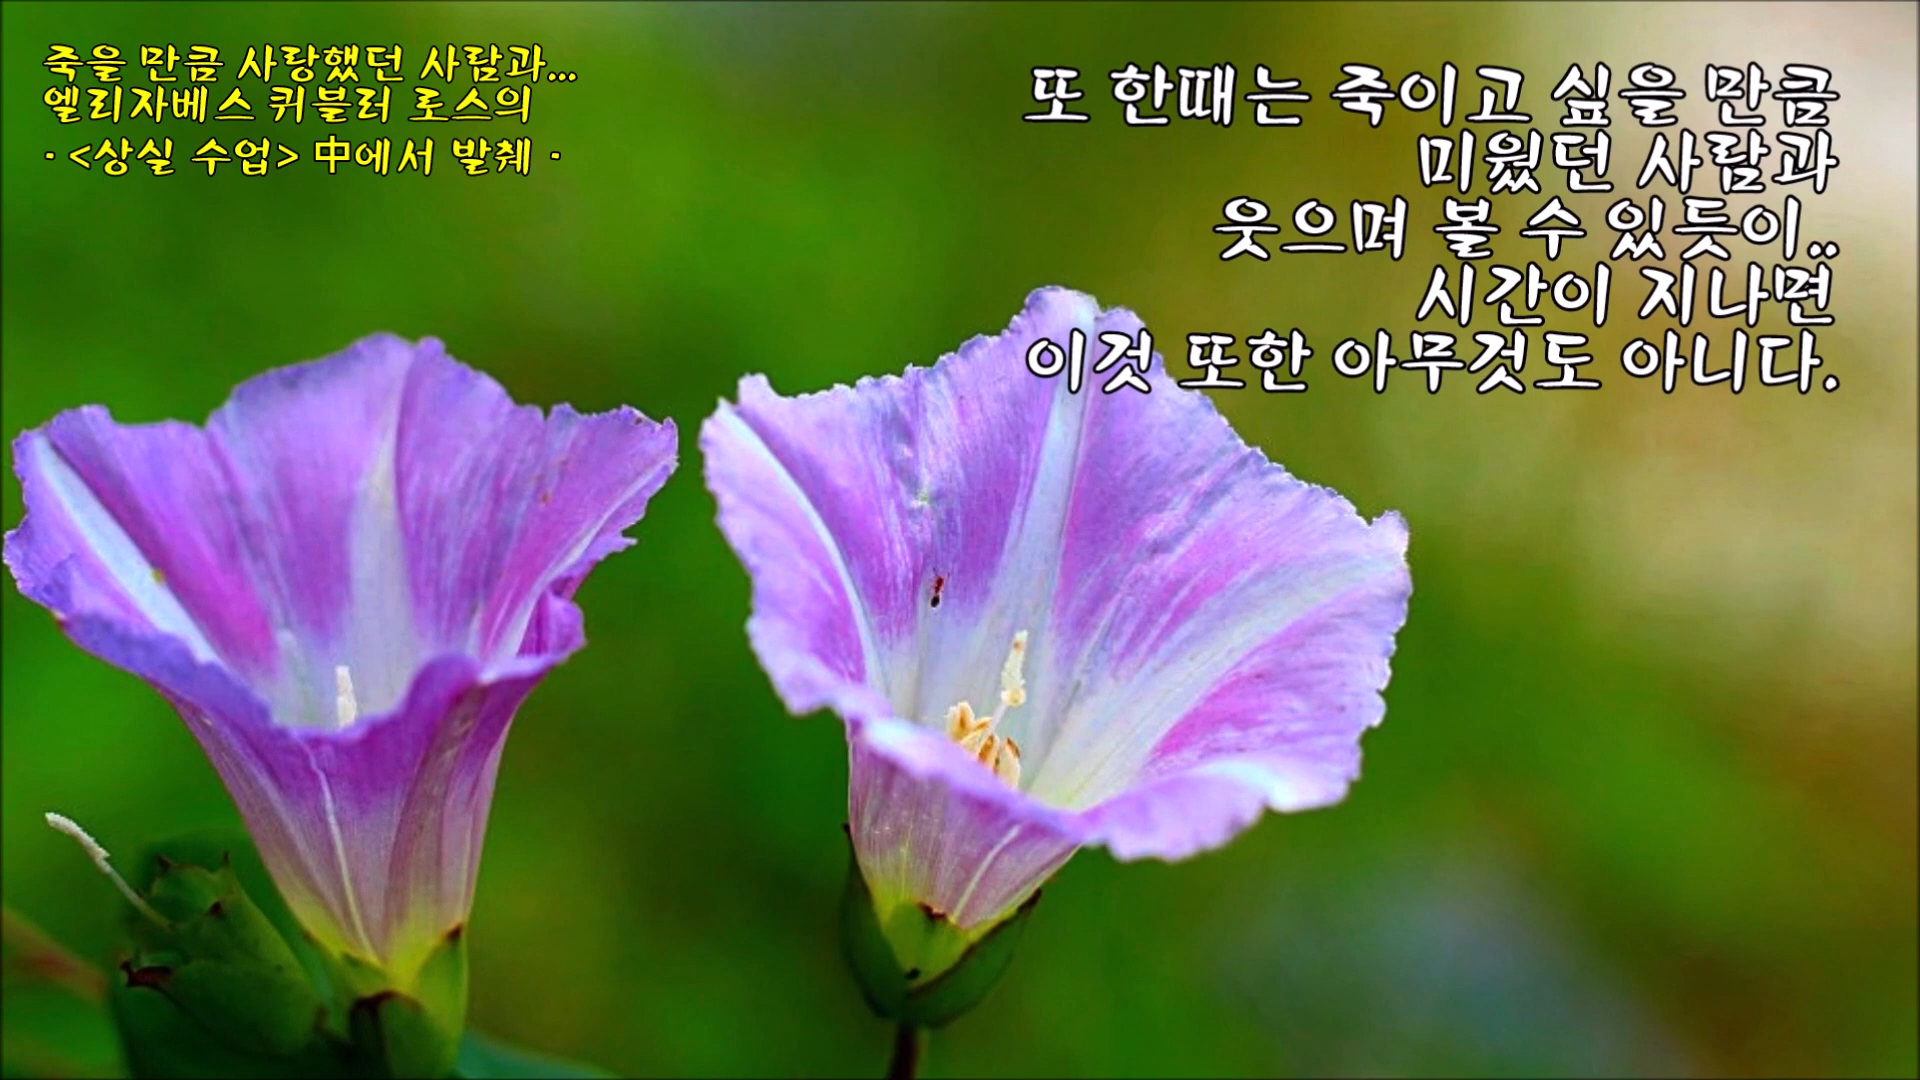 죽을 만큼 사랑했던 사람과...
엘리자베스 퀴블러 로스의
- <상실 수업> 中에서 발췌 -
또 한때는 죽이고 싶을 만큼
미웠던 사람과
웃으며 볼 수 있듯이..
시간이 지나면
이것 또한 아무것도 아니다.